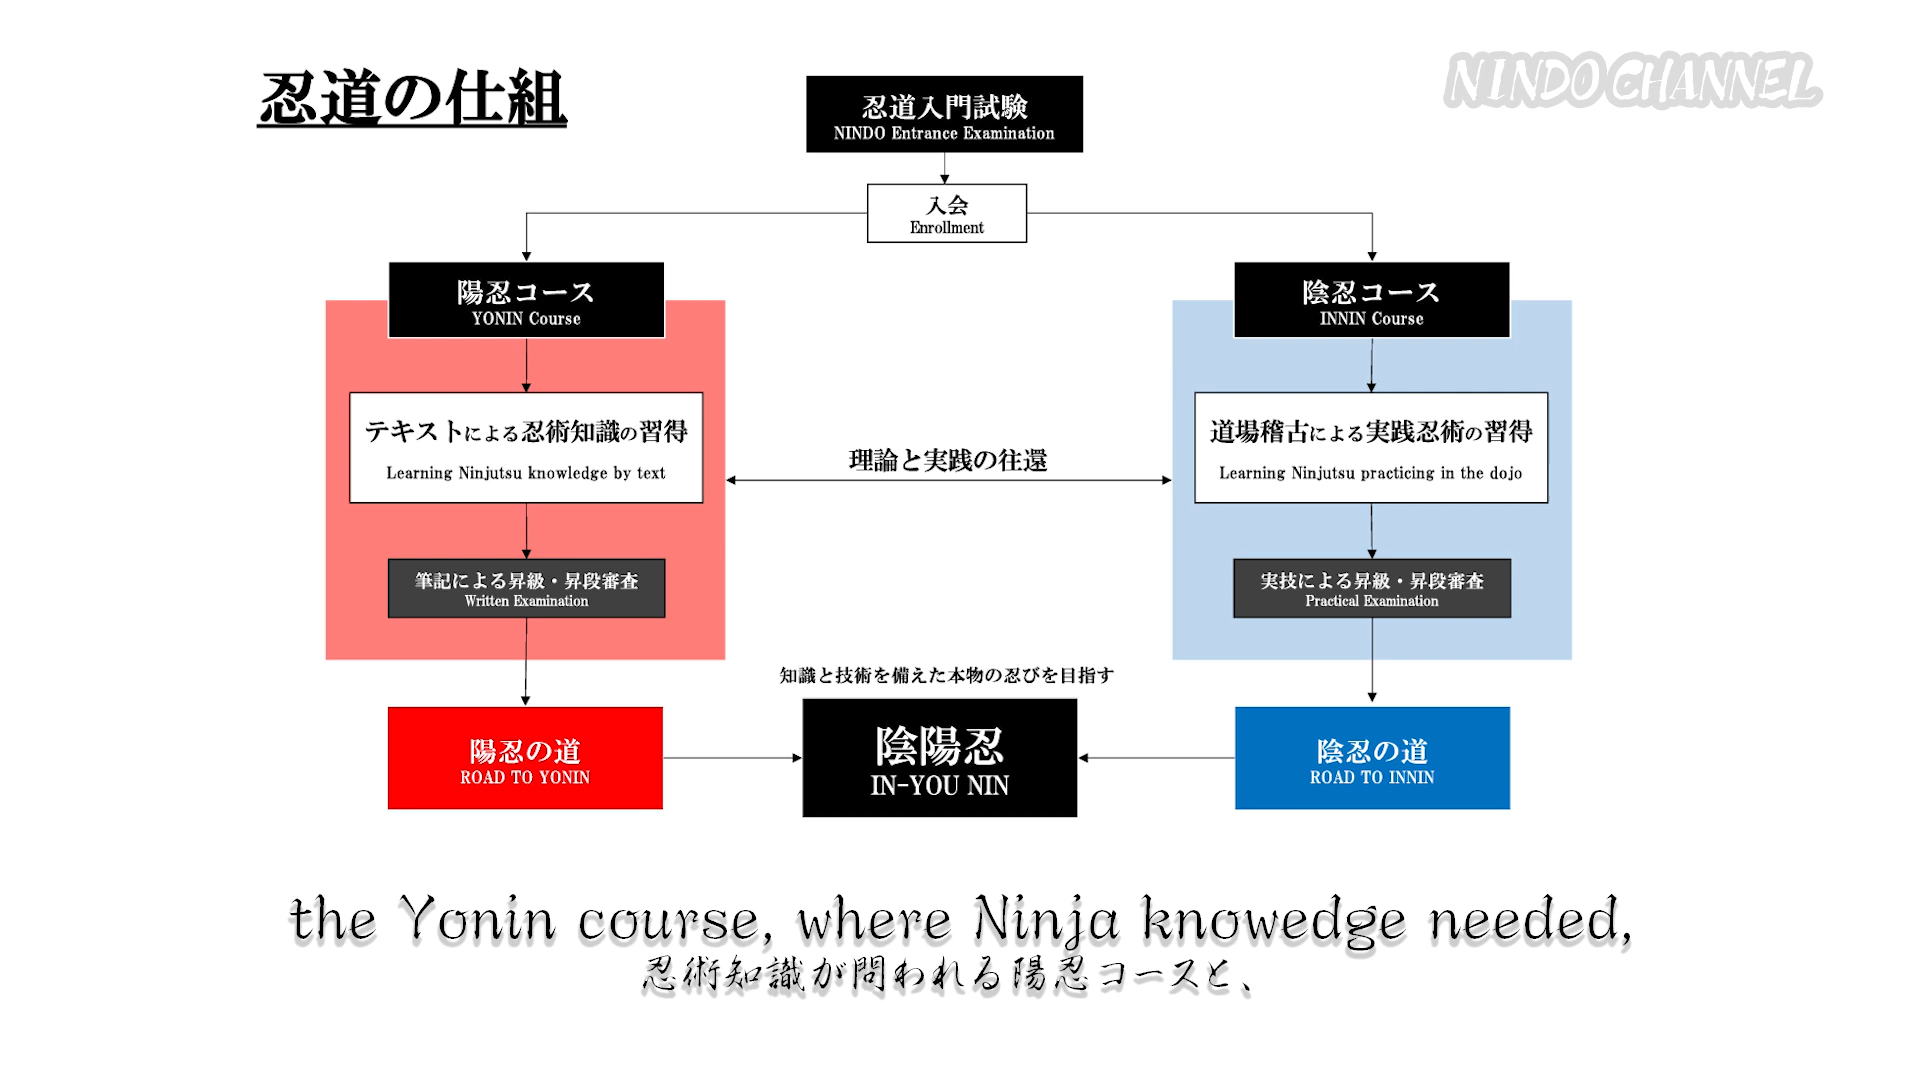 忍道の仕組
NINDO CHANNEL
忍道入門試験
NINDO Entrance Examination
入会
Enrollment
陽忍コース
YONIN Course
陰忍コース
INNIN Course
テキストによる忍術知識の習得
Learning Ninjutsu knowledge by text
理論と実践の往還
道場稽古による実践忍術の習得
Learning Ninjutsu practicing in the dojo
筆記による昇級・昇段審査
Written Examination
実技による昇級・昇段審査
Practical Examination
知識と技術を備えた本物の忍びを目指す
陽忍の道
ROAD TO YONIN
陰陽忍
IN-YOU NIN
陰忍の道
ROAD TO INNIN
the Yonin course, where Ninja knowedge needed,
忍術知識が問われる陽忍コースと、